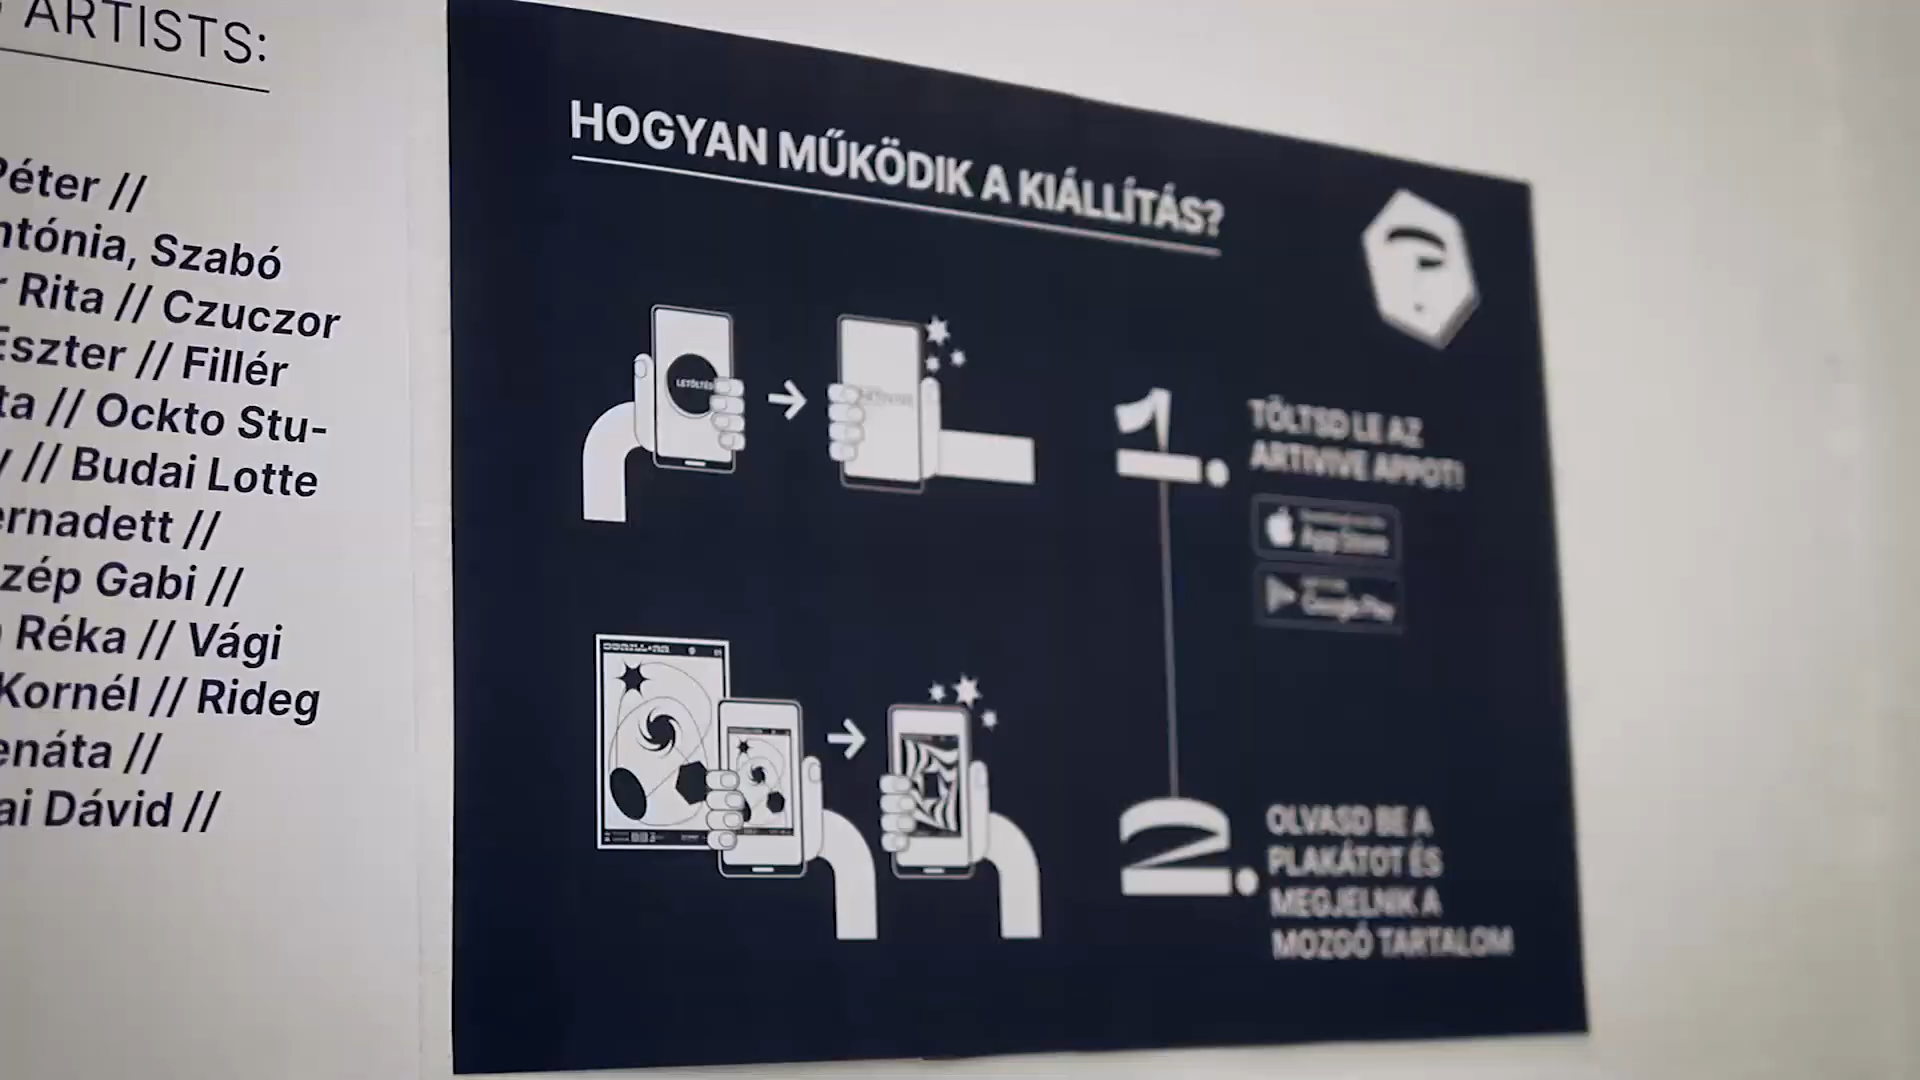 ARTISTS:
Péter //
ntónia, Szabó
r Rita // Czuczor
Eszter // Fillér
ta // Ockto Stu-
y // Budai Lotte
ernadett //
zép Gabi //
Réka // Vági
Kornél // Rideg
enáta //
ai Dávid //
HOGYAN MŰKÖDIK A KIÁLLÍTÁS?
LETÖLTÉS
ARTIVIVE
1.
TÖLTSD LE AZ
ARTIVIVE APPOT!
App Store
Google Play
2.
OLVASD BE A
PLAKÁTOT ÉS
MEGJELNIK A
MOZGÓ TARTALOM